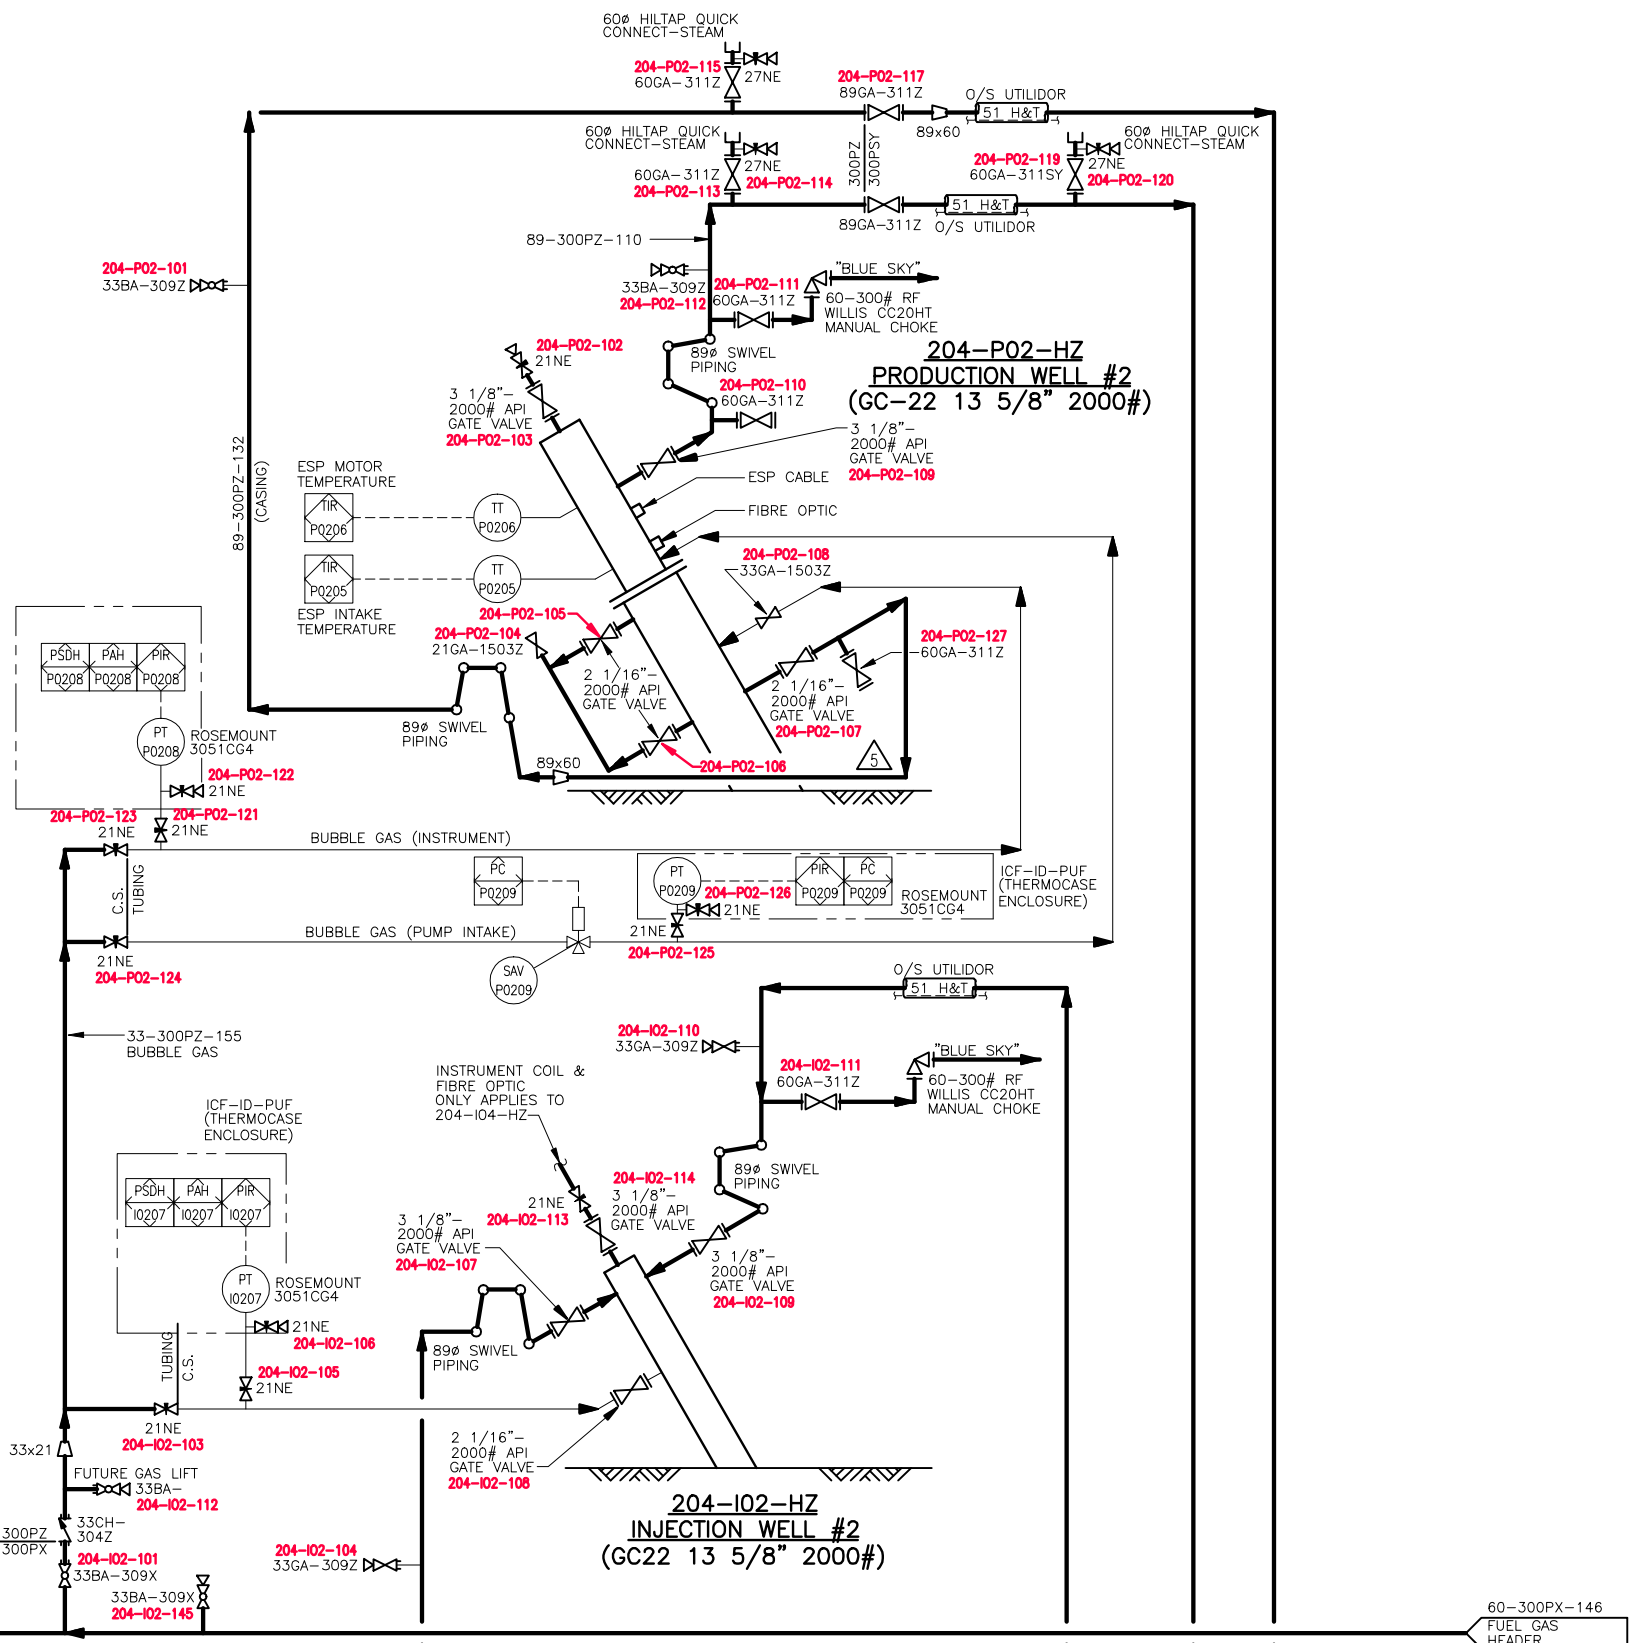 60ø HILTAP QUICK
CONNECT-STEAM
204-P02-115
60GA-311Z
27NE
204-P02-117
89GA-311Z
O/S UTILIDOR
51 H&T
89x60
60ø HILTAP QUICK
CONNECT-STEAM
60GA-311Z
204-P02-113
27NE
204-P02-114
300PZ
300PSY
60ø HILTAP QUICK
CONNECT-STEAM
204-P02-119
60GA-311SY
27NE
204-P02-120
51 H&T
89GA-311Z
O/S UTILIDOR
89-300PZ-110
204-P02-101
33BA-309Z
33BA-309Z
204-P02-112
204-P02-111
60GA-311Z
"BLUE SKY"
60-300# RF
WILLIS CC20HT
MANUAL CHOKE
204-P02-HZ
PRODUCTION WELL #2
(GC-22 13 5/8" 2000#)
204-P02-102
21NE
89ø SWIVEL
PIPING
204-P02-110
60GA-311Z
3 1/8"-
2000# API
GATE VALVE
204-P02-103
3 1/8"-
2000# API
GATE VALVE
204-P02-109
89-300PZ-132
(CASING)
ESP MOTOR
TEMPERATURE
TIR
P0206
TT
P0206
ESP CABLE
FIBRE OPTIC
TIR
P0205
TT
P0205
ESP INTAKE
TEMPERATURE
204-P02-108
33GA-1503Z
204-P02-105
204-P02-104
21GA-1503Z
204-P02-127
60GA-311Z
2 1/16"-
2000# API
GATE VALVE
2 1/16"-
2000# API
GATE VALVE
204-P02-107
204-P02-106
5
89ø SWIVEL
PIPING
89x60
PSDH
P0208
PAH
P0208
PIR
P0208
PT
P0208
ROSEMOUNT
3051CG4
204-P02-122
21NE
204-P02-123
21NE
204-P02-121
21NE
BUBBLE GAS (INSTRUMENT)
C.S.
TUBING
PC
P0209
PT
P0209
204-P02-126
21NE
PIR
P0209
PC
P0209
ROSEMOUNT
3051CG4
ICF-ID-PUF
(THERMOCASE
ENCLOSURE)
BUBBLE GAS (PUMP INTAKE)
21NE
204-P02-125
21NE
204-P02-124
SAV
P0209
O/S UTILIDOR
51 H&T
33-300PZ-155
BUBBLE GAS
204-I02-110
33GA-309Z
204-I02-111
60GA-311Z
"BLUE SKY"
60-300# RF
WILLIS CC20HT
MANUAL CHOKE
INSTRUMENT COIL &
FIBRE OPTIC
ONLY APPLIES TO
204-I04-HZ
ICF-ID-PUF
(THERMOCASE
ENCLOSURE)
PSDH
I0207
PAH
I0207
PIR
I0207
PT
I0207
ROSEMOUNT
3051CG4
21NE
204-I02-106
204-I02-105
21NE
TUBING
C.S.
21NE
204-I02-103
89ø SWIVEL
PIPING
204-I02-114
3 1/8"-
2000# API
GATE VALVE
21NE
204-I02-113
3 1/8"-
2000# API
GATE VALVE
204-I02-107
3 1/8"-
2000# API
GATE VALVE
204-I02-109
89ø SWIVEL
PIPING
2 1/16"-
2000# API
GATE VALVE
204-I02-108
33x21
FUTURE GAS LIFT
33BA-
204-I02-112
33CH-
304Z
300PZ
300PX
204-I02-101
33BA-309X
33BA-309X
204-I02-145
204-I02-104
33GA-309Z
204-I02-HZ
INJECTION WELL #2
(GC22 13 5/8" 2000#)
60-300PX-146
FUEL GAS
HEADER